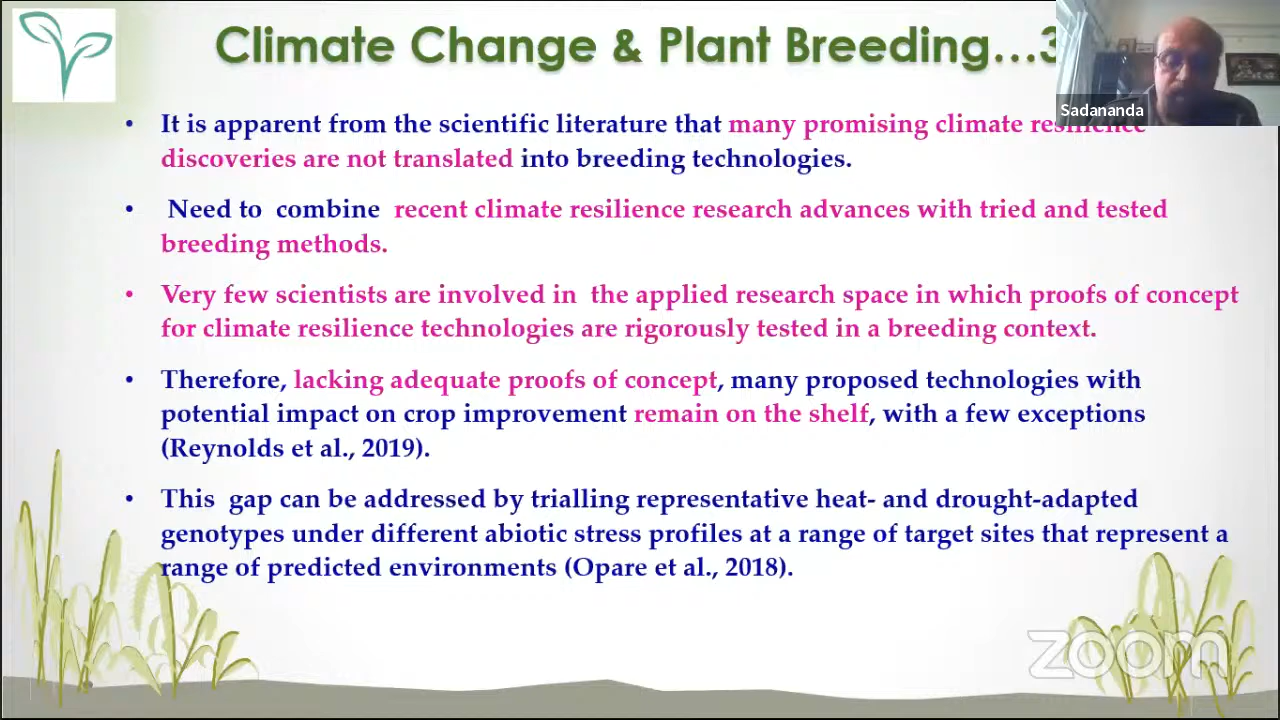 Climate Change & Plant Breeding…3
Sadananda
• It is apparent from the scientific literature that many promising climate resilience
discoveries are not translated into breeding technologies.
• Need to combine recent climate resilience research advances with tried and tested
breeding methods.
• Very few scientists are involved in the applied research space in which proofs of concept
for climate resilience technologies are rigorously tested in a breeding context.
• Therefore, lacking adequate proofs of concept, many proposed technologies with
potential impact on crop improvement remain on the shelf, with a few exceptions
(Reynolds et al., 2019).
• This gap can be addressed by trialling representative heat- and drought-adapted
genotypes under different abiotic stress profiles at a range of target sites that represent a
range of predicted environments (Opare et al., 2018).
zoom